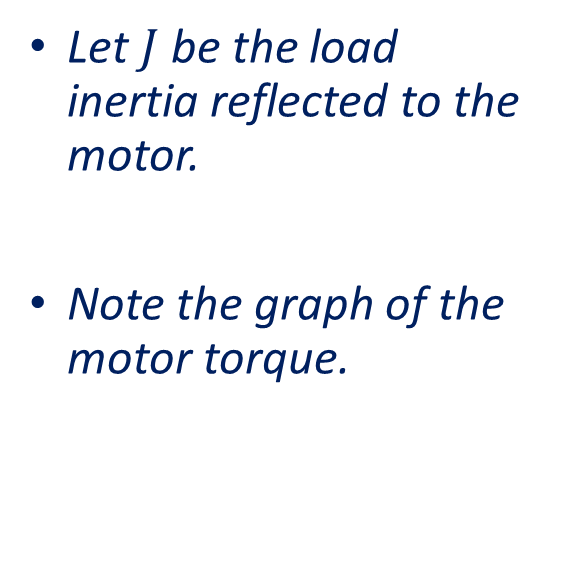 • Let J be the load
inertia reflected to the
motor.
• Note the graph of the
motor torque.